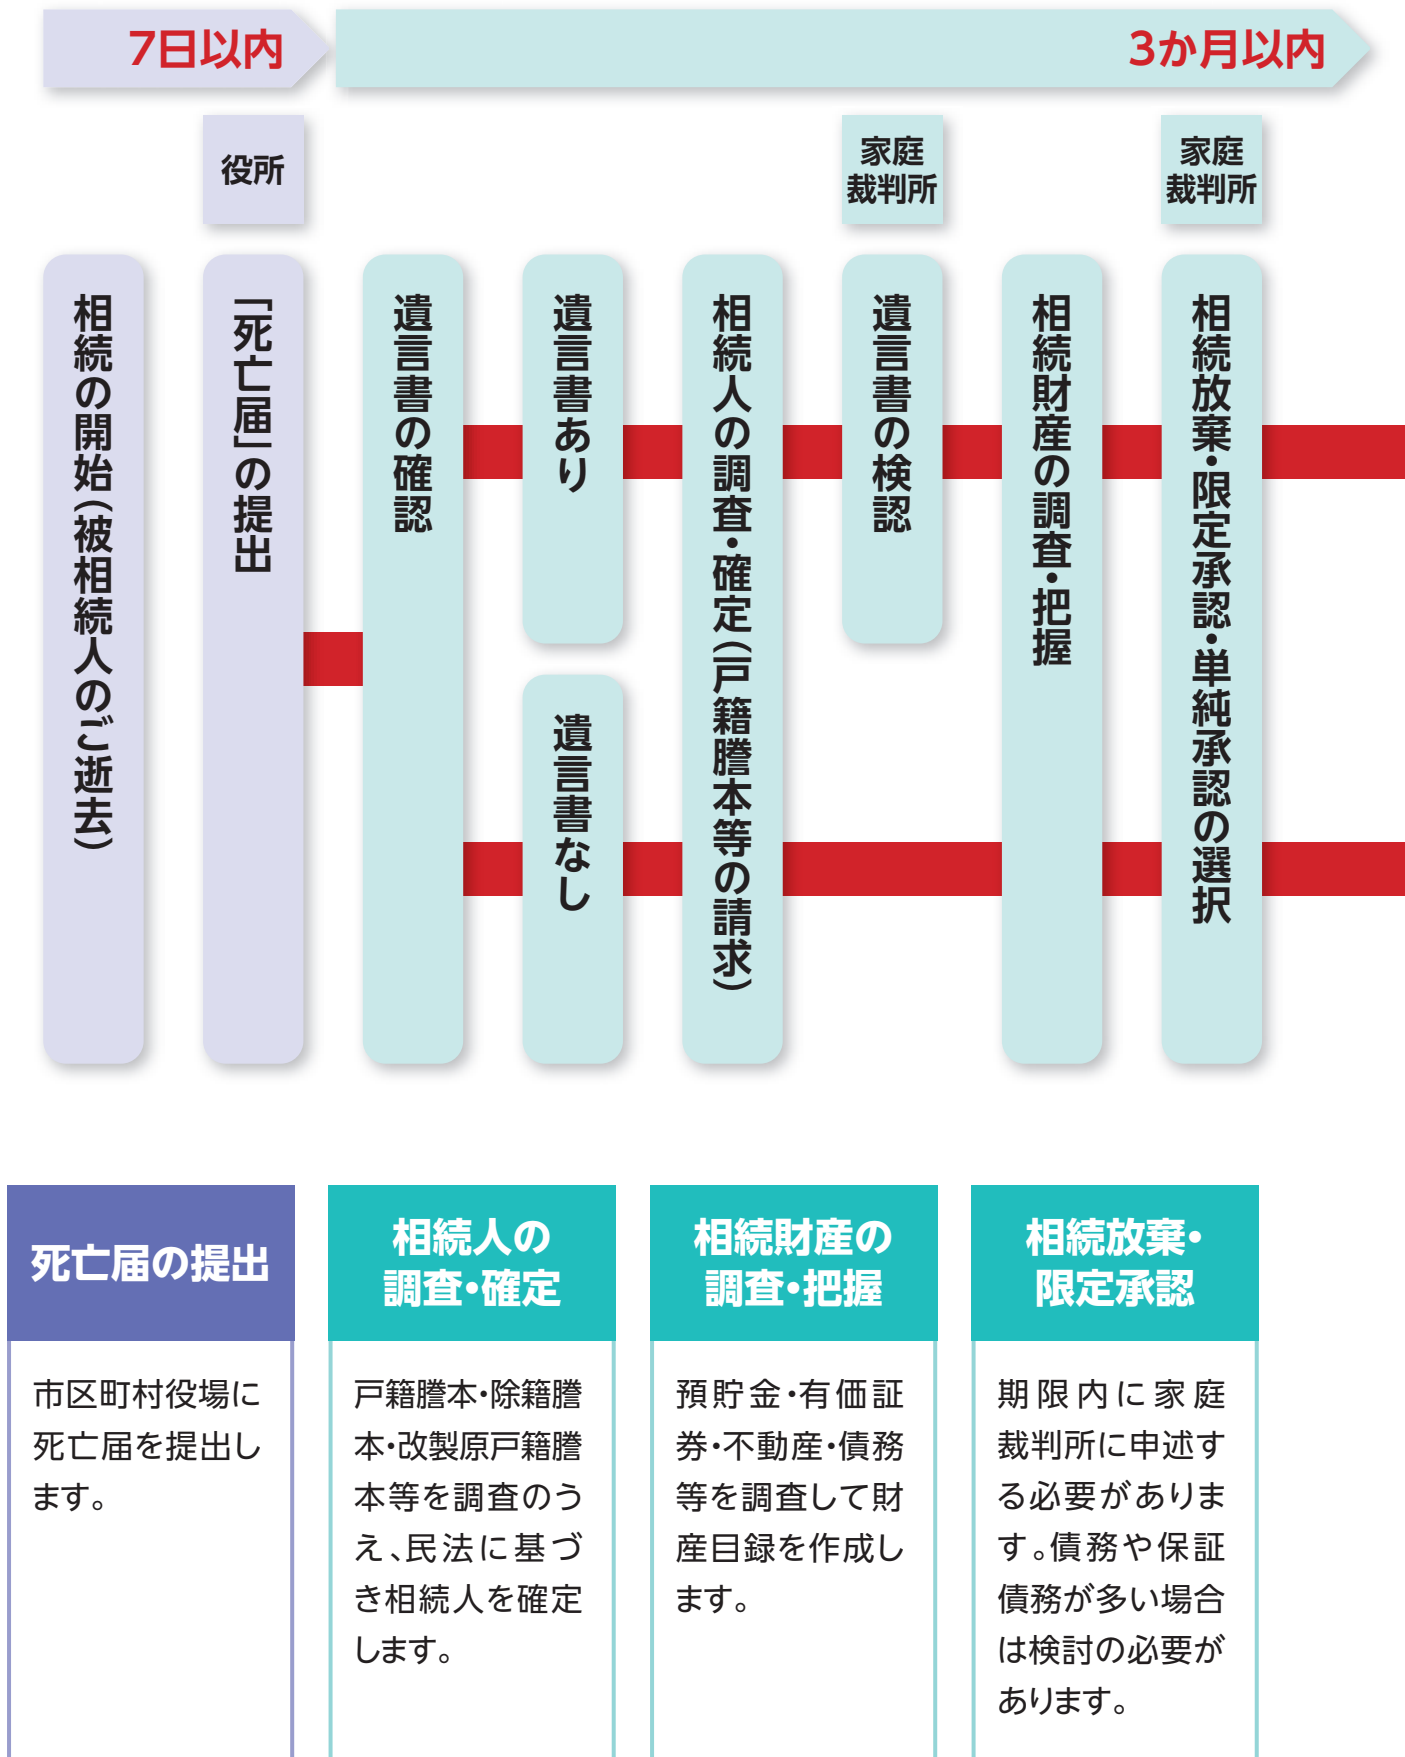 7日以内
3か月以内
役所
家庭
裁判所
家庭
裁判所
相続の開始(被相続人のご逝去)
「死亡届」の提出
遺言書の確認
遺言書あり
遺言書なし
相続人の調査・確定(戸籍謄本等の請求)
遺言書の検認
相続財産の調査・把握
相続放棄・限定承認・単純承認の選択
死亡届の提出
市区町村役場に
死亡届を提出し
ます。
相続人の
調査・確定
戸籍謄本・除籍謄
本・改製原戸籍謄
本等を調査のう
え、民法に基づ
き相続人を確定
します。
相続財産の
調査・把握
預貯金・有価証
券・不動産・債務
等を調査して財
産目録を作成し
ます。
相続放棄・
限定承認
期限内に家庭
裁判所に申述す
る必要がありま
す。債務や保証
債務が多い場合
は検討の必要が
あります。